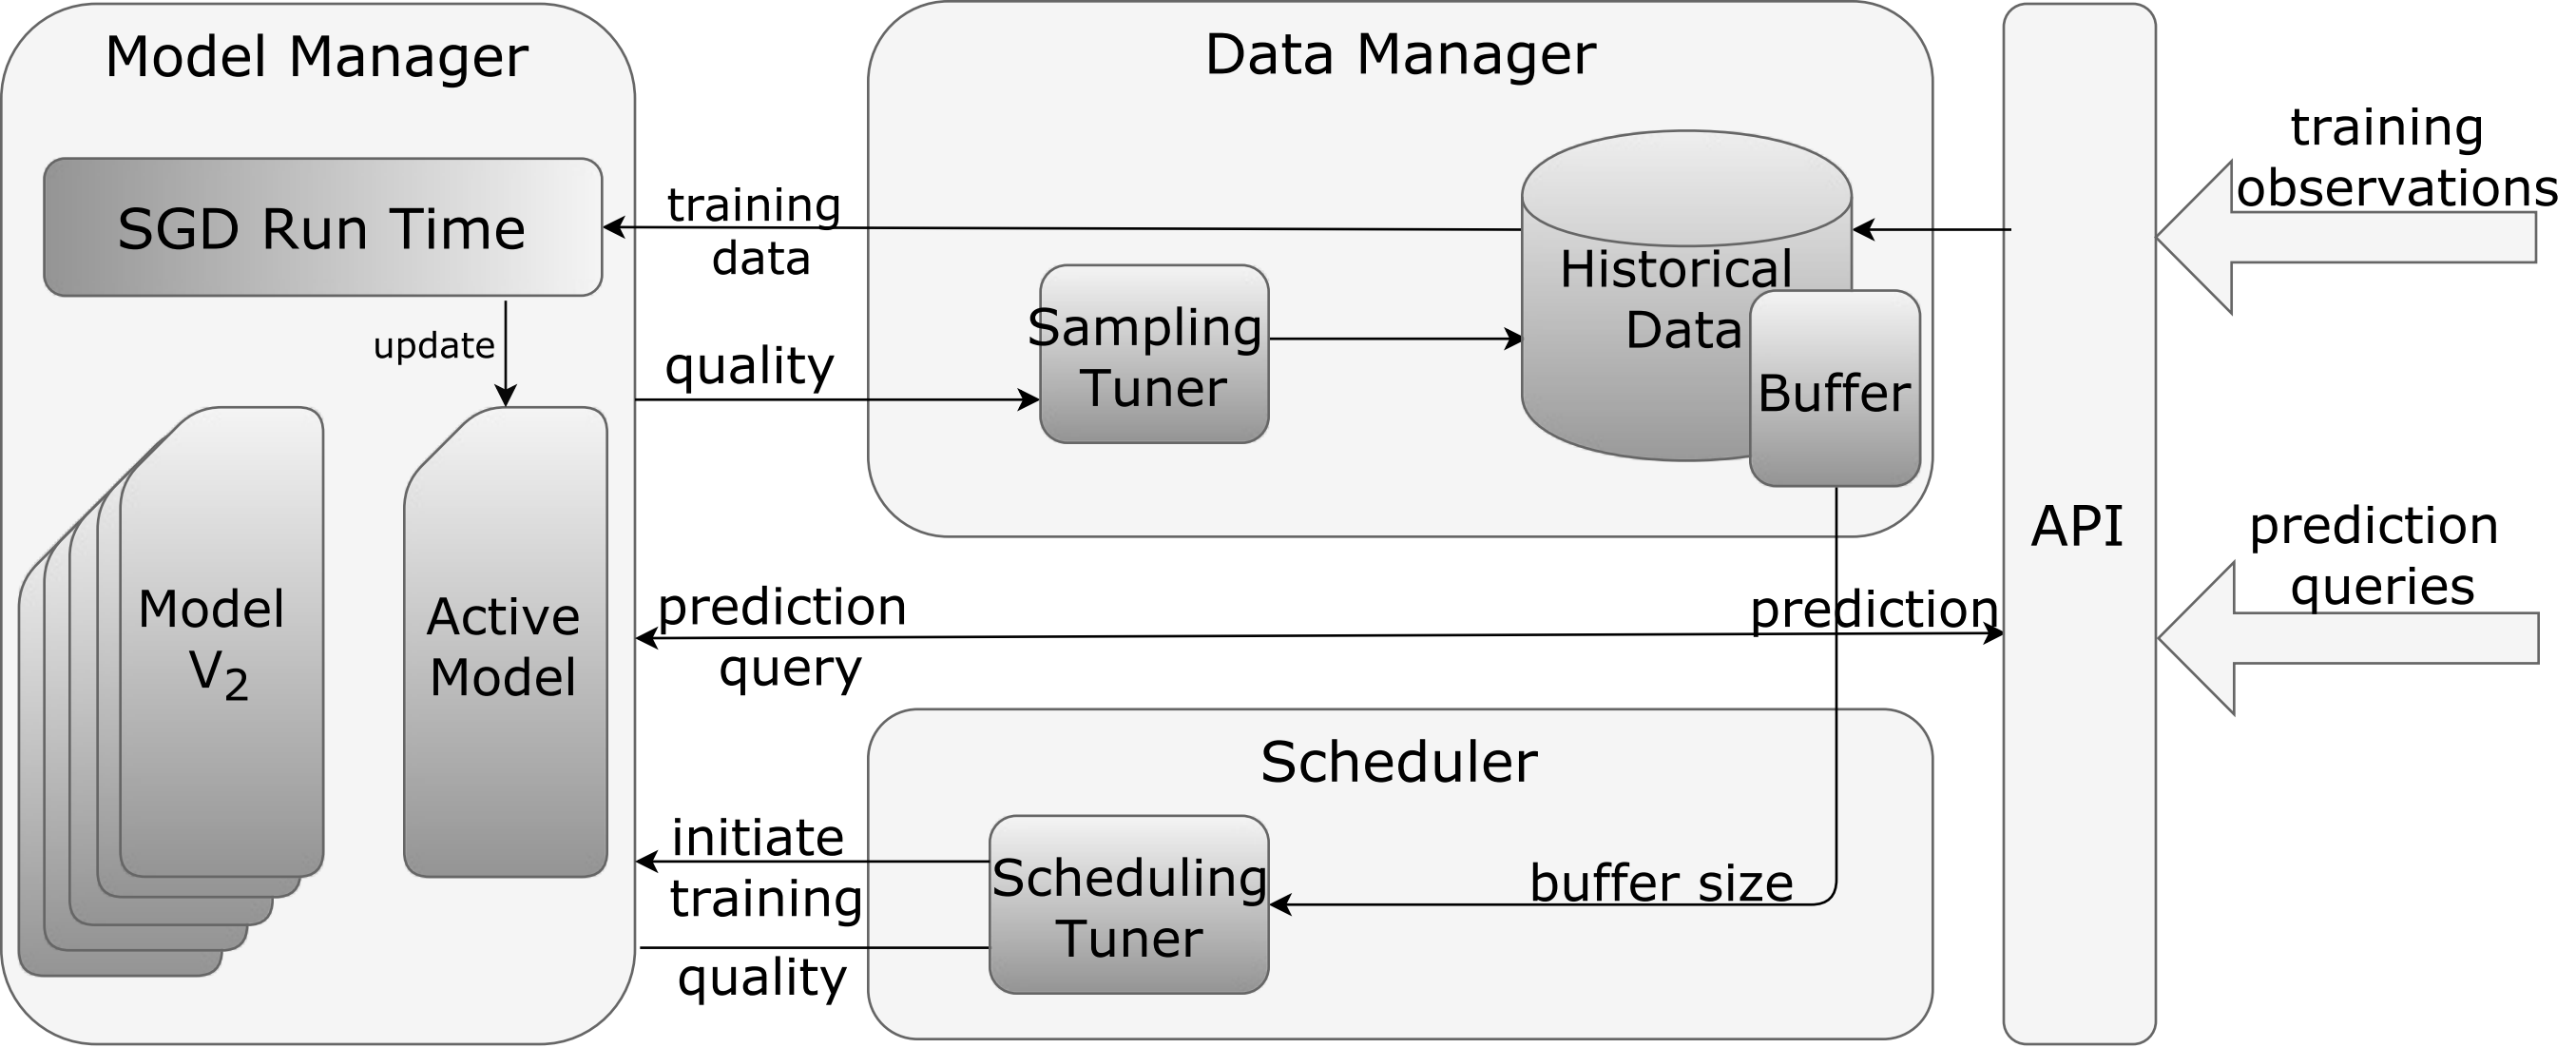 Model Manager
SGD Run Time
update
Model
V2
Active
Model
training
data
quality
prediction
query
initiate
training
quality
Data Manager
Sampling
Tuner
Historical
Data
Buffer
prediction
Scheduler
Scheduling
Tuner
buffer size
API
training
observations
prediction
queries